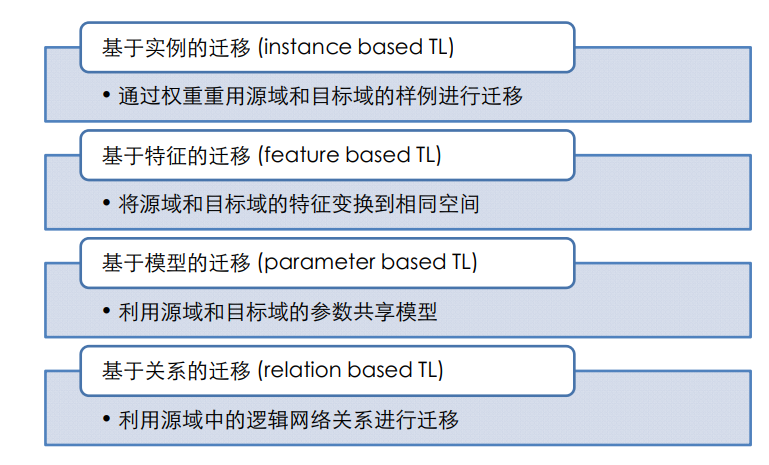 基于实例的迁移 (instance based TL)
• 通过权重重用源域和目标域的样例进行迁移
基于特征的迁移 (feature based TL)
• 将源域和目标域的特征变换到相同空间
基于模型的迁移 (parameter based TL)
• 利用源域和目标域的参数共享模型
基于关系的迁移 (relation based TL)
• 利用源域中的逻辑网络关系进行迁移